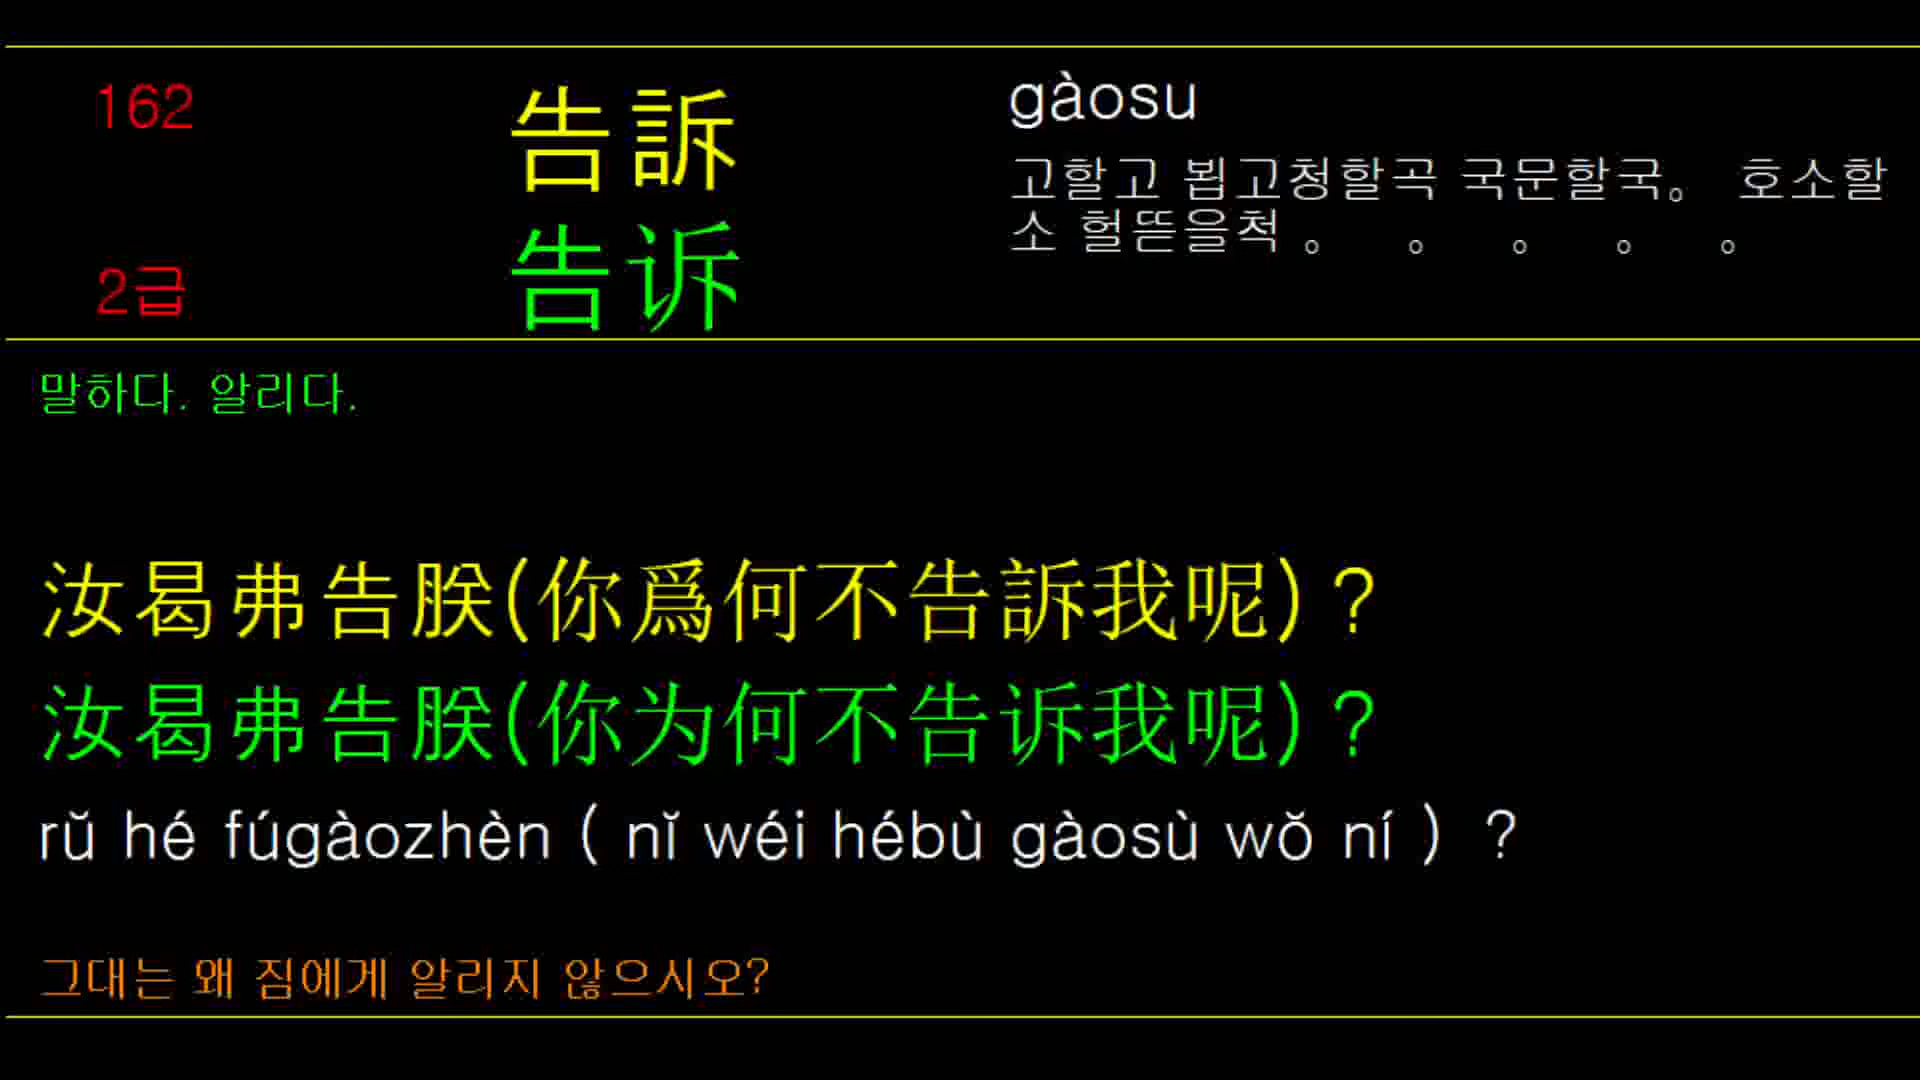 162
告訴
gàosu
고할고 뵙고청할곡 국문할국。 호소할
소 헐뜯을척 。 。 。 。 。
2급
告诉
말하다. 알리다.
汝曷弗告朕(你爲何不告訴我呢)?
汝曷弗告朕(你为何不告诉我呢)?
rŭ hé fúgàozhèn ( nĭ wéi hébù gàosù wŏ ní ) ?
그대는 왜 짐에게 알리지 않으시오?